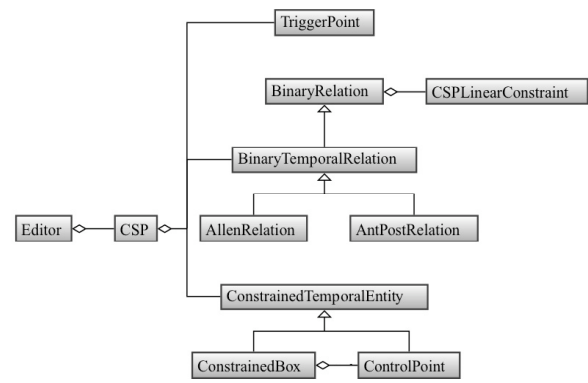 TriggerPoint
BinaryRelation
CSPLinearConstraint
BinaryTemporalRelation
Editor
CSP
AllenRelation
AntPostRelation
ConstrainedTemporalEntity
ConstrainedBox
ControlPoint